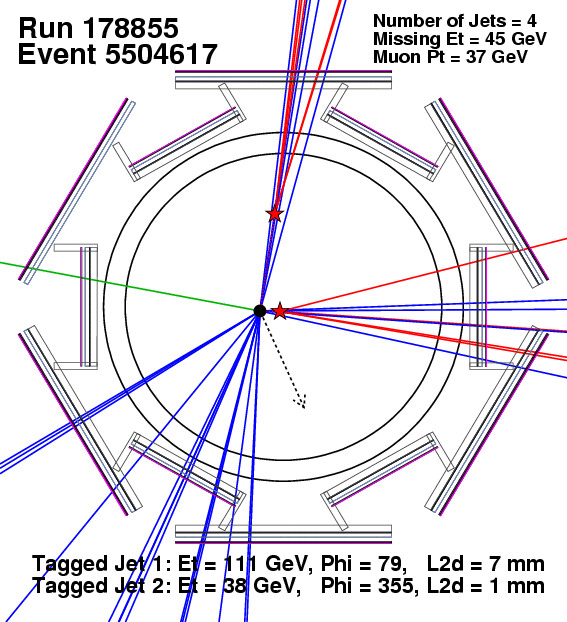 Run 178855
Event 5504617
Number of Jets = 4
Missing Et = 45 GeV
Muon Pt = 37 GeV
Tagged Jet 1: Et = 111 GeV, Phi = 79, L2d = 7 mm
Tagged Jet 2: Et = 38 GeV, Phi = 355, L2d = 1 mm